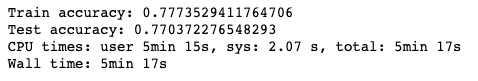 Train accuracy: 0.7773529411764706
Test accuracy: 0.770372276548293
CPU times: user 5min 15s, sys: 2.07 s, total: 5min 17s
Wall time: 5min 17s